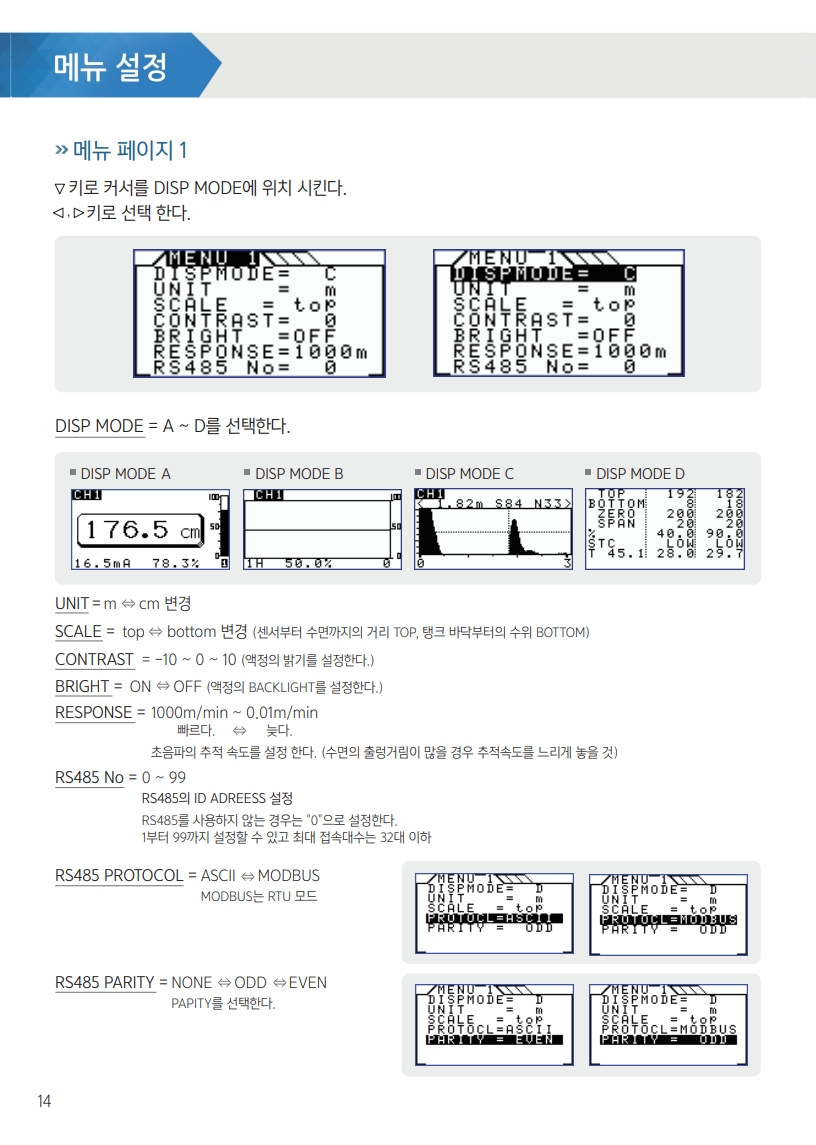 메뉴 설정
» 메뉴 페이지 1
▽키로 커서를 DISP MODE에 위치 시킨다.
◁,▷키로 선택 한다.
MENU 1
DISPMODE= C
UNIT = m
SCALE = top
CONTRAST= 0
BRIGHT =OFF
RESPONSE=1000m
RS485 No= 0
MENU 1
DISPMODE= C
UNIT = m
SCALE = top
CONTRAST= 0
BRIGHT =OFF
RESPONSE=1000m
RS485 No= 0
DISP MODE = A ~ D를 선택한다.
■ DISP MODE A
CH1 100
176.5 cm 50
0
16.5mA 78.3% 1
■ DISP MODE B
CH1 100
50
0
1H 50.0%
■ DISP MODE C
CH1
< 1.82m S84 N33>
0 3
■ DISP MODE D
TOP 192 182
BOTTOM 8 18
ZERO 200 200
SPAN 20 20
% 40.0 90.0
STC LOW LOW
T 45.1 28.0 29.7
UNIT = m ⇔ cm 변경
SCALE = top ⇔ bottom 변경 (센서부터 수면까지의 거리 TOP, 탱크 바닥부터의 수위 BOTTOM)
CONTRAST = −10 ~ 0 ~ 10 (액정의 밝기를 설정한다.)
BRIGHT = ON ⇔ OFF (액정의 BACKLIGHT를 설정한다.)
RESPONSE = 1000m/min ~ 0.01m/min
빠르다. ⇔ 늦다.
초음파의 추적 속도를 설정 한다. (수면의 출렁거림이 많을 경우 추적속도를 느리게 놓을 것)
RS485 No = 0 ~ 99
RS485의 ID ADREESS 설정
RS485를 사용하지 않는 경우는 "0"으로 설정한다.
1부터 99까지 설정할 수 있고 최대 접속대수는 32대 이하
RS485 PROTOCOL = ASCII ⇔ MODBUS
MODBUS는 RTU 모드
MENU 1
DISPMODE= D
UNIT = m
SCALE = top
PROTOCL=ASCII
PARITY = ODD
MENU 1
DISPMODE= D
UNIT = m
SCALE = top
PROTOCL=MODBUS
PARITY = ODD
RS485 PARITY = NONE ⇔ ODD ⇔ EVEN
PAPITY를 선택한다.
MENU 1
DISPMODE= D
UNIT = m
SCALE = top
PROTOCL=ASCII
PARITY = EVEN
MENU 1
DISPMODE= D
UNIT = m
SCALE = top
PROTOCL=MODBUS
PARITY = ODD
14